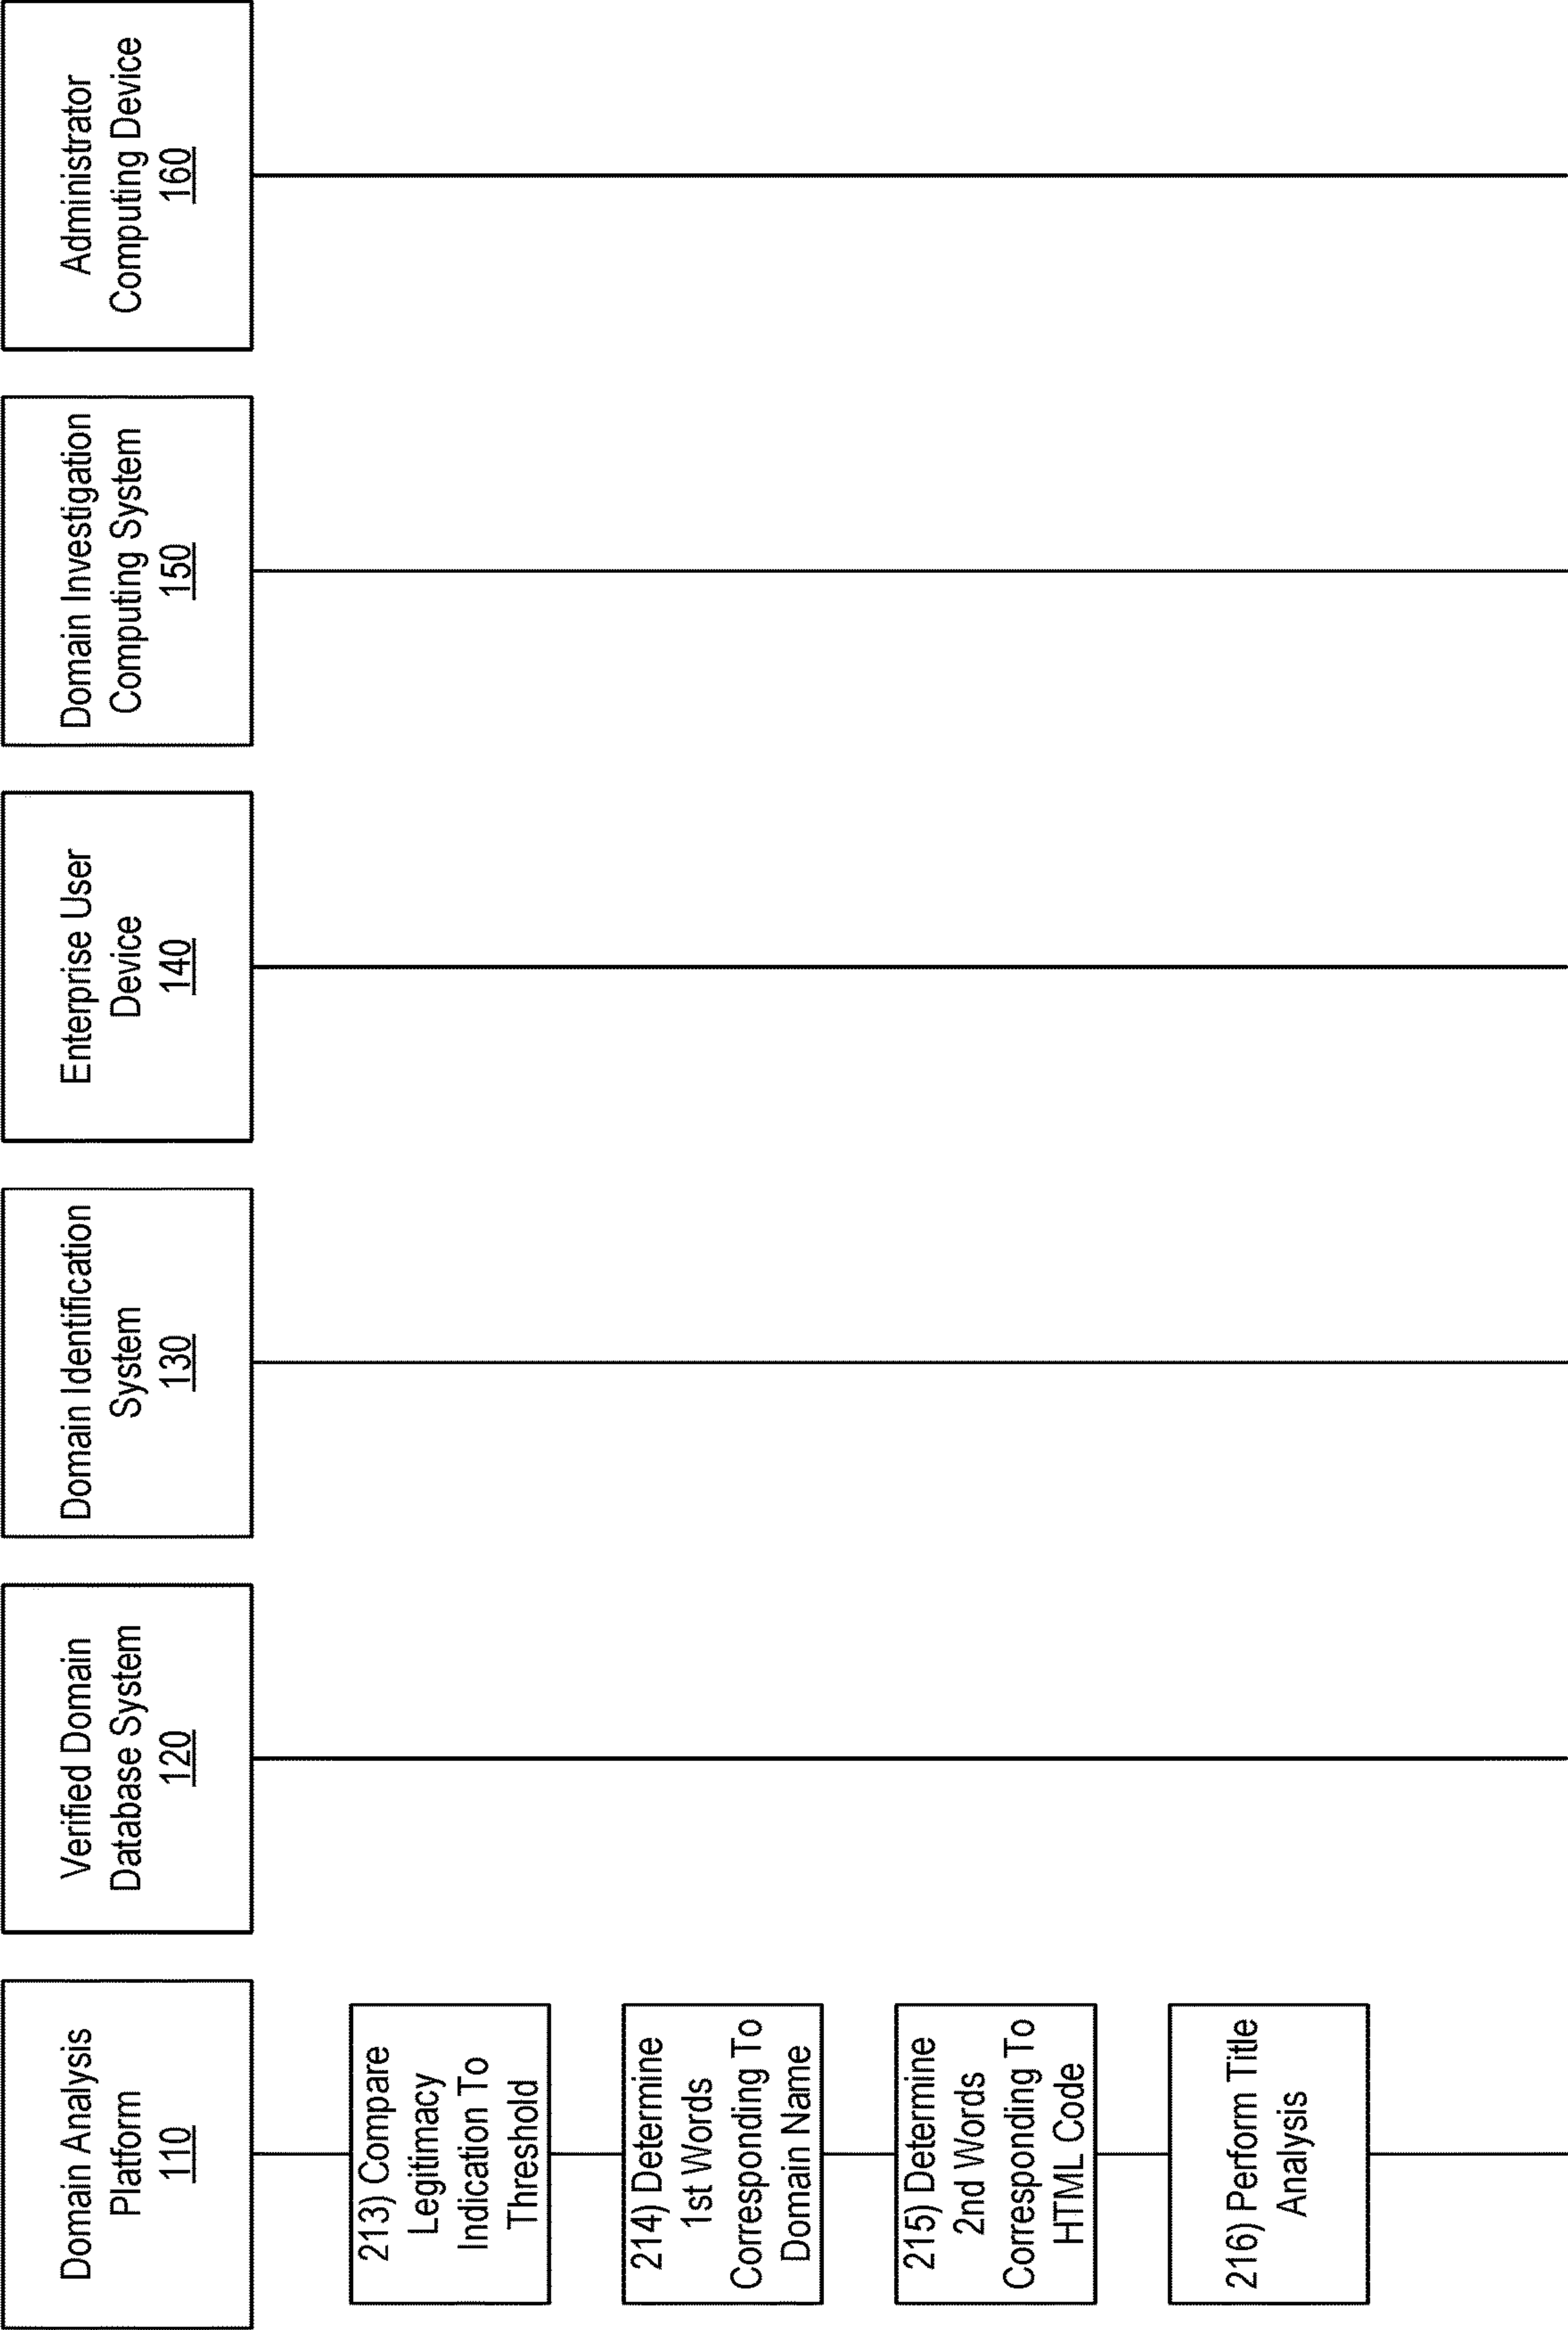 Domain Analysis
Platform
110
Verified Domain
Database System
120
Domain Identification
System
130
Enterprise User
Device
140
Domain Investigation
Computing System
150
Administrator
Computing Device
160
213) Compare
Legitimacy
Indication To
Threshold
214) Determine
1st Words
Corresponding To
Domain Name
215) Determine
2nd Words
Corresponding To
HTML Code
216) Perform Title
Analysis